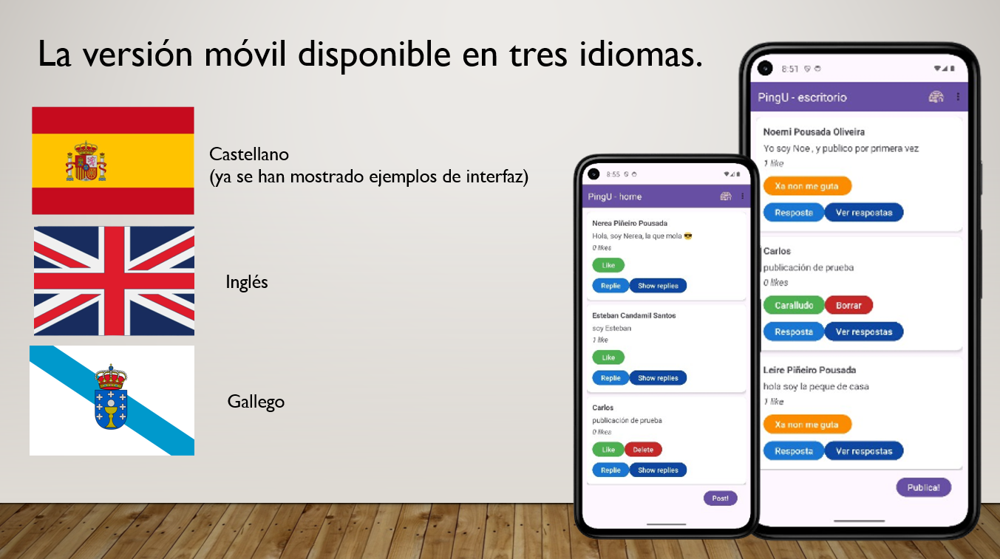 La versión móvil disponible en tres idiomas.
Castellano
(ya se han mostrado ejemplos de interfaz)
Inglés
Gallego
8:55
PingU - home
Nerea Piñeiro Pousada
Hola, soy Nerea, la que mola 😎
0 likes
Like
Replie Show replies
Esteban Candamil Santos
soy Esteban
1 like
Like
Replie Show replies
Carlos
publicación de prueba
0 likes
Like Delete
Replie Show replies
Post!
8:51
PingU - escritorio
Noemi Pousada Oliveira
Yo soy Noe , y publico por primera vez
1 like
Xa non me guta
Resposta Ver respostas
Carlos
publicación de prueba
0 likes
Caralludo Borrar
Resposta Ver respostas
Leire Piñeiro Pousada
hola soy la peque de casa
1 like
Xa non me guta
Resposta Ver respostas
Publica!